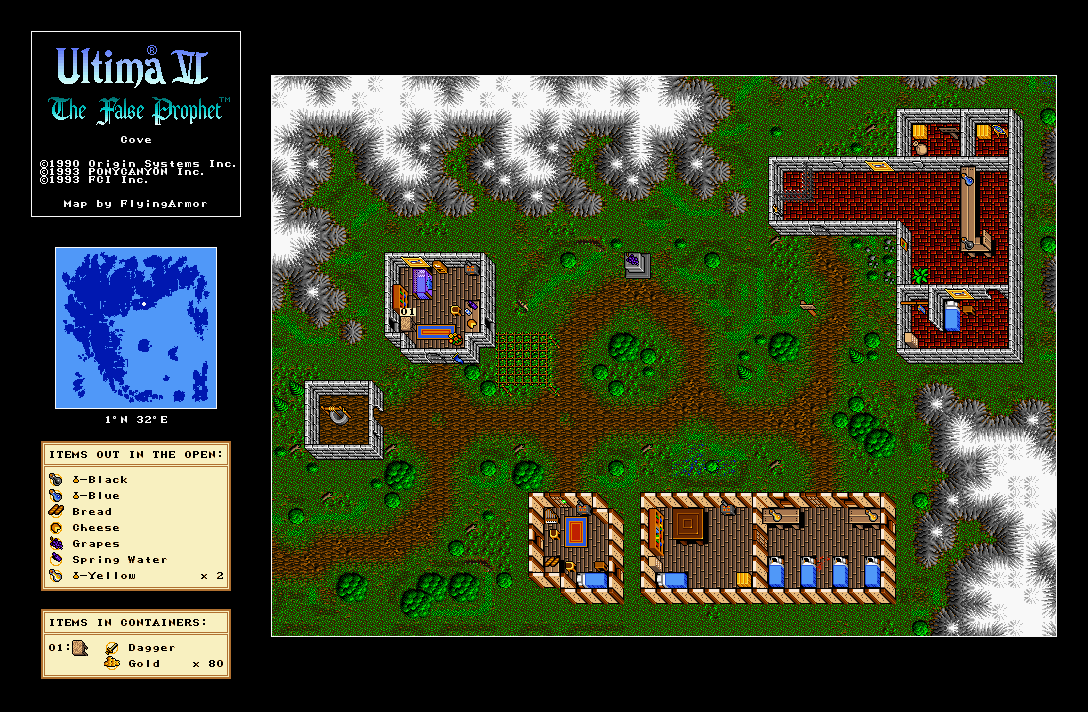 Ultima® VI
The False Prophet™
Cove
©1990 Origin Systems Inc.
©1993 PONYCANYON Inc.
©1993 FCI Inc.
Map by FlyingArmor
1°N 32°E
ITEMS OUT IN THE OPEN:
-Black
-Blue
Bread
Cheese
Grapes
Spring Water
-Yellow x 2
ITEMS IN CONTAINERS:
01: Dagger
Gold x 80
01